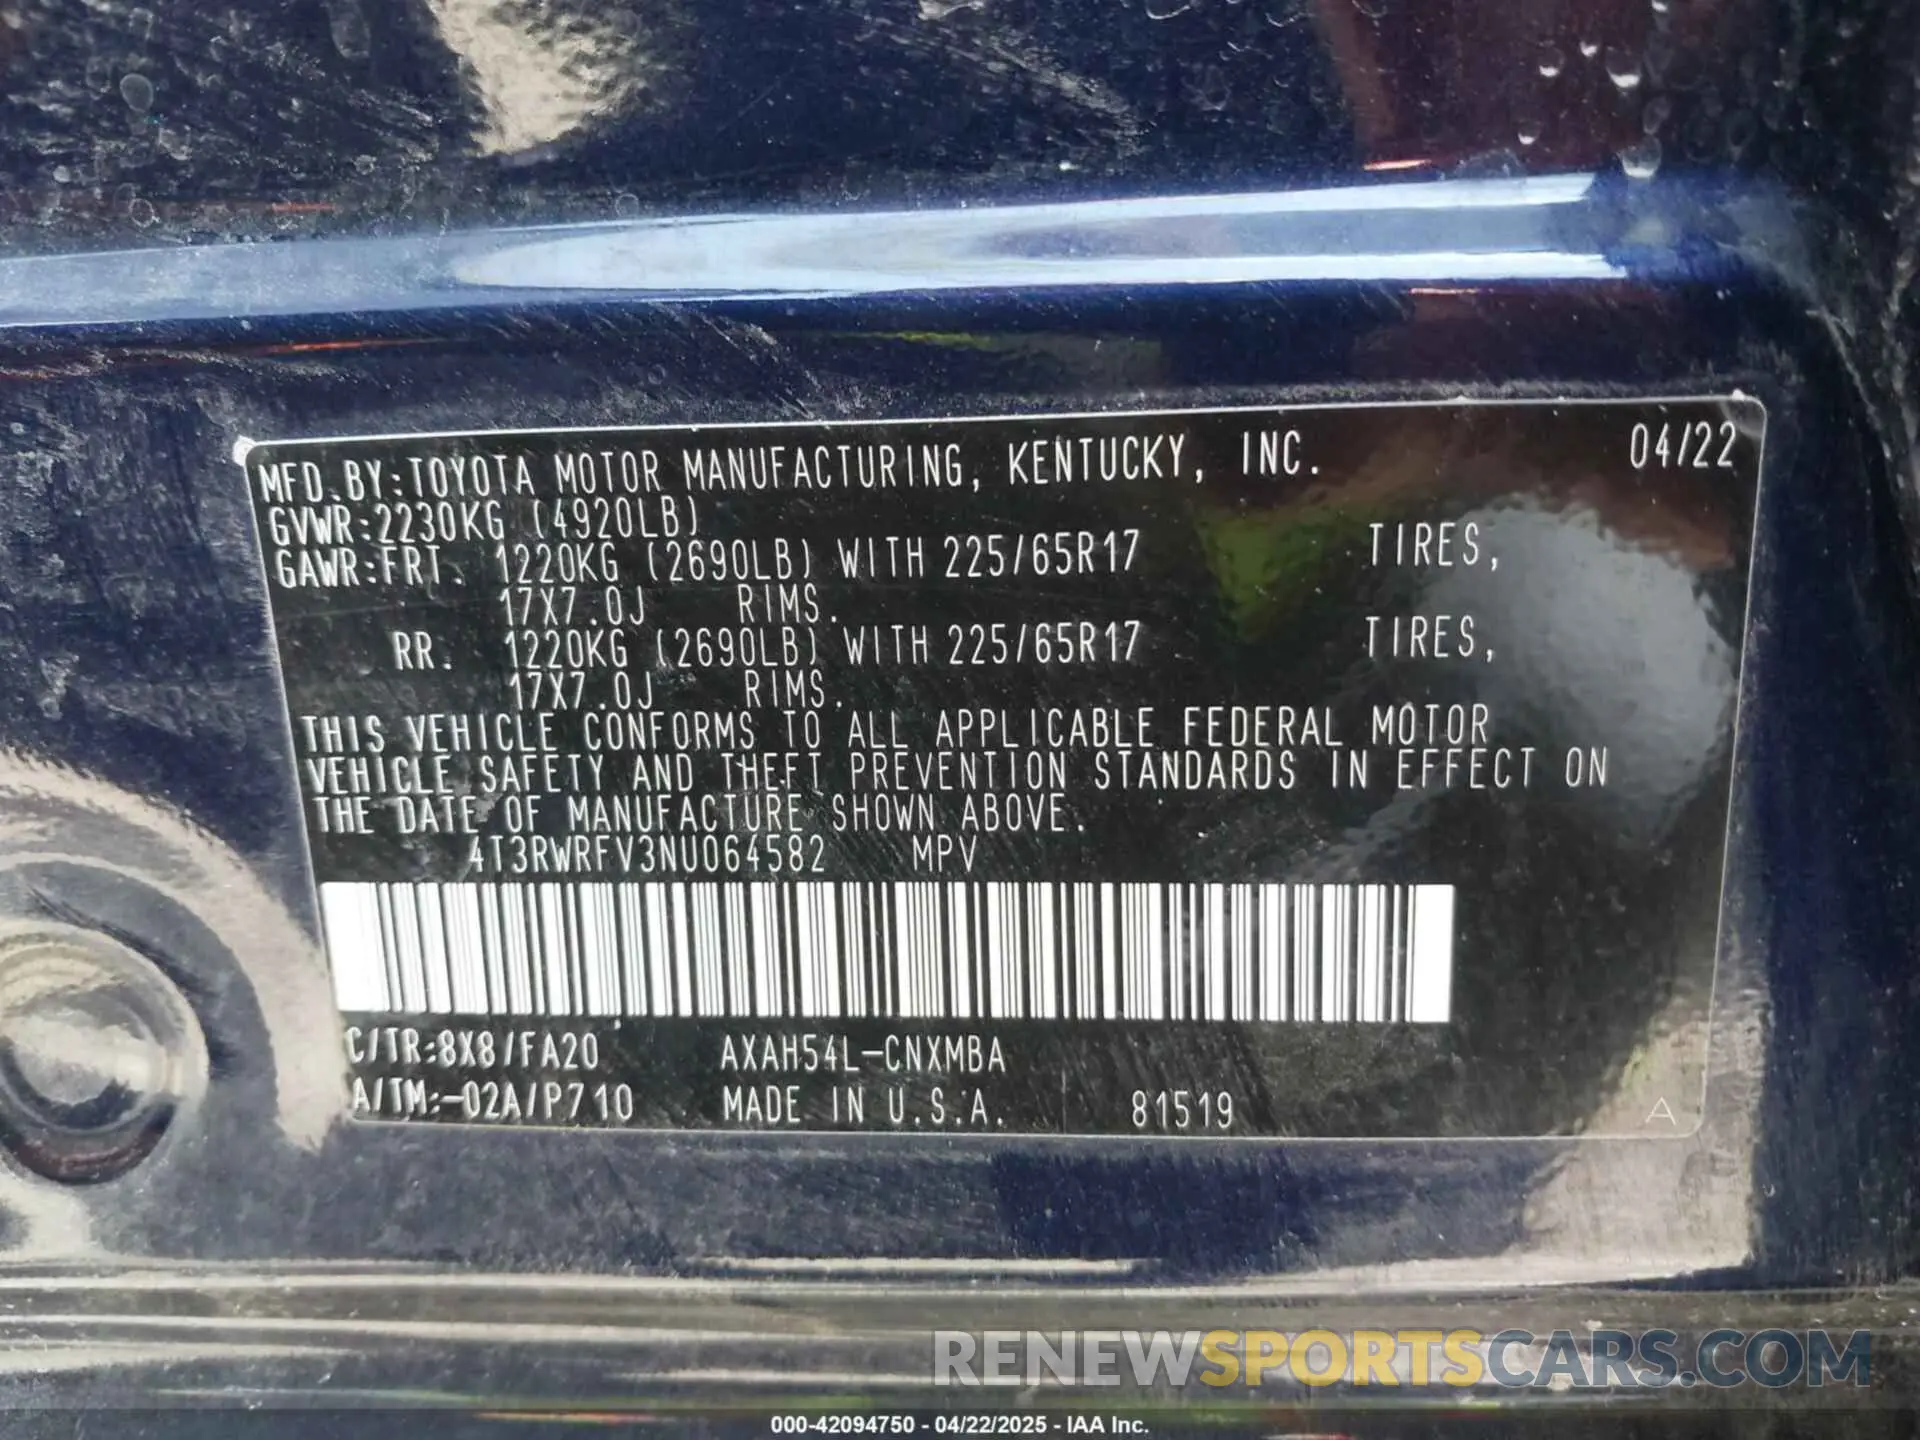 MFD.BY:TOYOTA MOTOR MANUFACTURING, KENTUCKY, INC. 04/22
GVWR:2230KG (4920LB)
GAWR:FRT. 1220KG (2690LB) WITH 225/65R17 TIRES,
17X7.0J RIMS.
RR. 1220KG (2690LB) WITH 225/65R17 TIRES,
17X7.0J RIMS.
THIS VEHICLE CONFORMS TO ALL APPLICABLE FEDERAL MOTOR
VEHICLE SAFETY AND THEFT PREVENTION STANDARDS IN EFFECT ON
THE DATE OF MANUFACTURE SHOWN ABOVE.
4T3RWRFV3NU064582 MPV
C/TR:8X8/FA20 AXAH54L-CNXMBA
A/TM:-02A/P710 MADE IN U.S.A. 81519 A
RENEWSPORTSCARS.COM
000-42094750 - 04/22/2025 - IAA Inc.